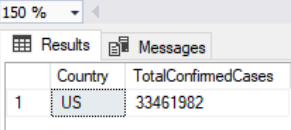 150 %
Results Messages
Country TotalConfirmedCases
1 US 33461982